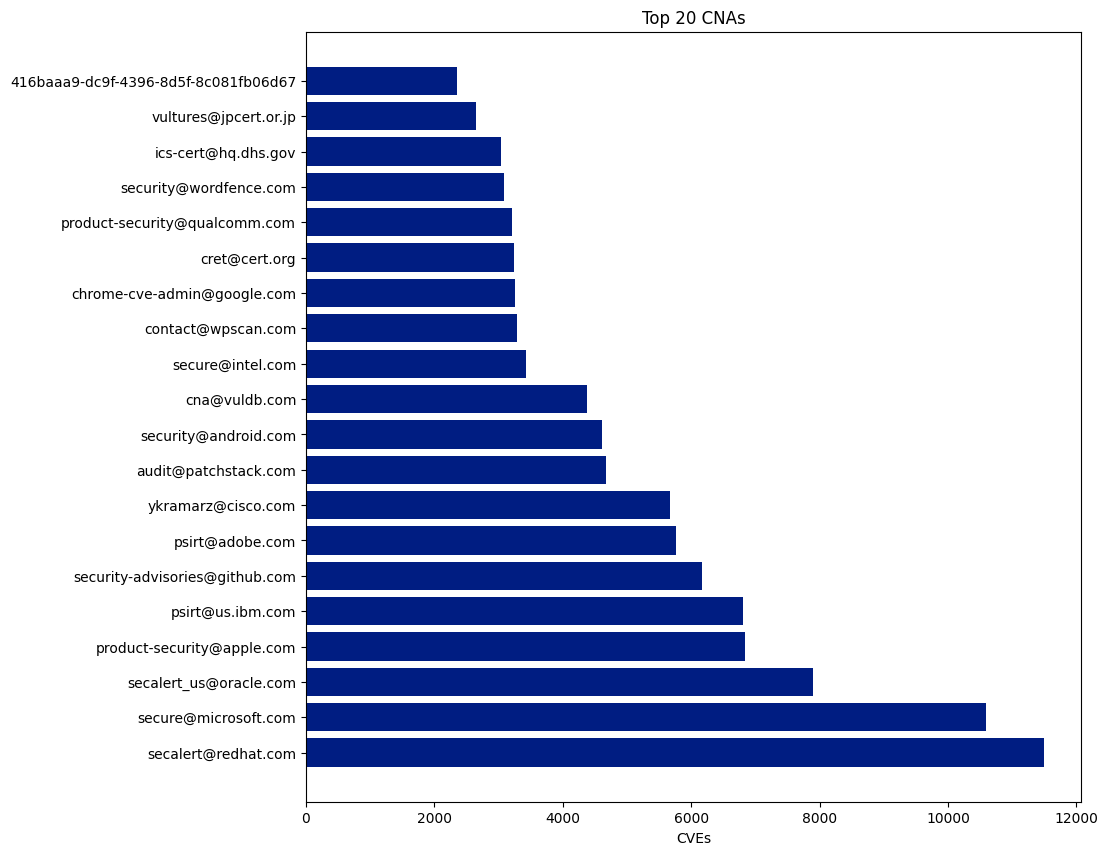 Top 20 CNAs
416baaa9-dc9f-4396-8d5f-8c081fb06d67
vultures@jpcert.or.jp
ics-cert@hq.dhs.gov
security@wordfence.com
product-security@qualcomm.com
cret@cert.org
chrome-cve-admin@google.com
contact@wpscan.com
secure@intel.com
cna@vuldb.com
security@android.com
audit@patchstack.com
ykramarz@cisco.com
psirt@adobe.com
security-advisories@github.com
psirt@us.ibm.com
product-security@apple.com
secalert_us@oracle.com
secure@microsoft.com
secalert@redhat.com
0 2000 4000 6000 8000 10000 12000
CVEs